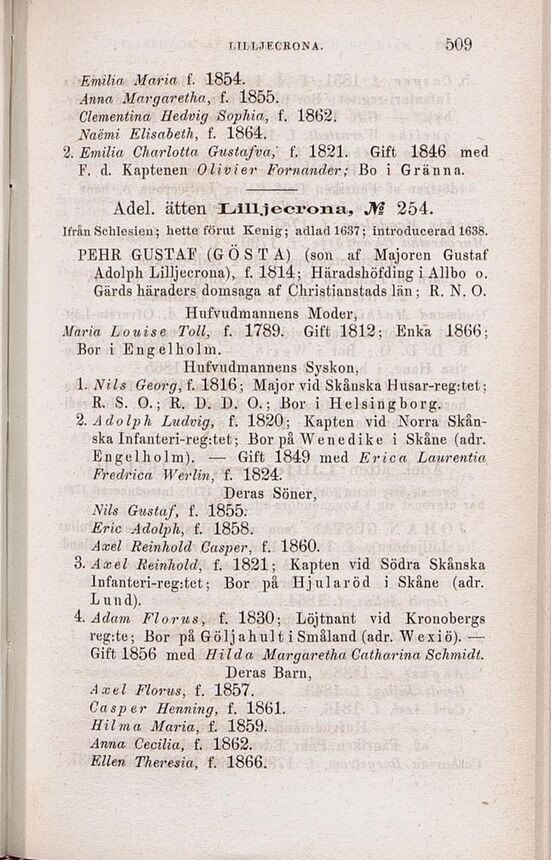 LILLJECRONA. 509
Emilia Maria f. 1854.
Anna Margaretha, f. 1855.
Clementina Hedvig Sophia, f. 1862.
Naëmi Elisabeth, f. 1864.
2. Emilia Charlotta Gustafva, f. 1821. Gift 1846 med
F. d. Kaptenen Olivier Fornander; Bo i Gränna.
Adel. ätten Lilljecrona, № 254.
Ifrån Schlesien; hette förut Kenig; adlad 1637; introducerad 1638.
PEHR GUSTAF (GÖSTA) (son af Majoren Gustaf
Adolph Lilljecrona), f. 1814; Häradshöfding i Allbo o.
Gärds häraders domsaga af Christianstads län; R. N. O.
Hufvudmannens Moder,
Maria Louise Toll, f. 1789. Gift 1812; Enka 1866;
Bor i Engelholm.
Hufvudmannens Syskon,
1. Nils Georg, f. 1816; Major vid Skånska Husar-reg:tet;
R. S. O.; R. D. D. O.; Bor i Helsingborg.
2. Adolph Ludvig, f. 1820; Kapten vid Norra Skån-
ska Infanteri-reg:tet; Bor på Wenedike i Skåne (adr.
Engelholm). — Gift 1849 med Erica Laurentia
Fredrica Werlin, f. 1824.
Deras Söner,
Nils Gustaf, f. 1855.
Eric Adolph, f. 1858.
Axel Reinhold Casper, f. 1860.
3. Axel Reinhold, f. 1821; Kapten vid Södra Skånska
Infanteri-reg:tet; Bor på Hjularöd i Skåne (adr.
Lund).
4. Adam Florus, f. 1830; Löjtnant vid Kronobergs
reg:te; Bor på Göljahult i Småland (adr. Wexiö). —
Gift 1856 med Hilda Margaretha Catharina Schmidt.
Deras Barn,
Axel Florus, f. 1857.
Casper Henning, f. 1861.
Hilma Maria, f. 1859.
Anna Cecilia, f. 1862.
Ellen Theresia, f. 1866.